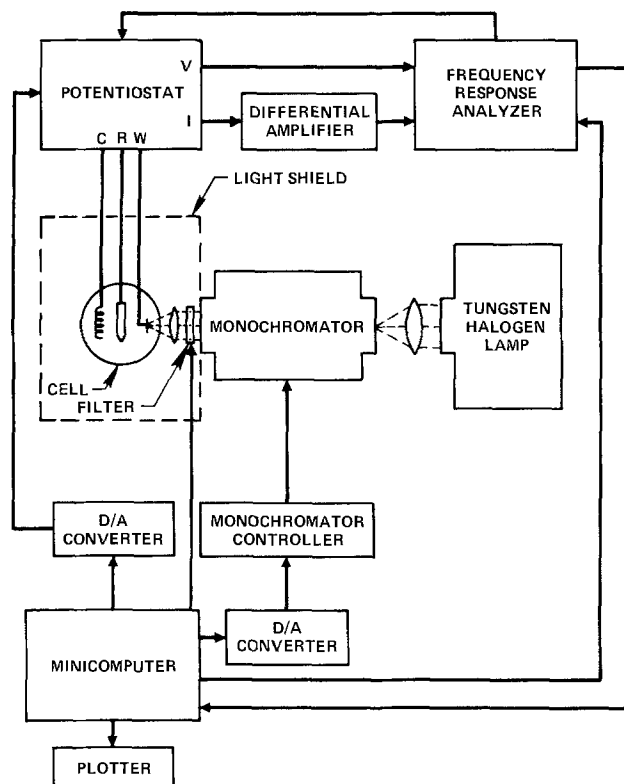 POTENTIOSTAT
V
I
C R W
DIFFERENTIAL
AMPLIFIER
FREQUENCY
RESPONSE
ANALYZER
LIGHT SHIELD
CELL
FILTER
MONOCHROMATOR
TUNGSTEN
HALOGEN
LAMP
D/A
CONVERTER
MONOCHROMATOR
CONTROLLER
MINICOMPUTER
D/A
CONVERTER
PLOTTER